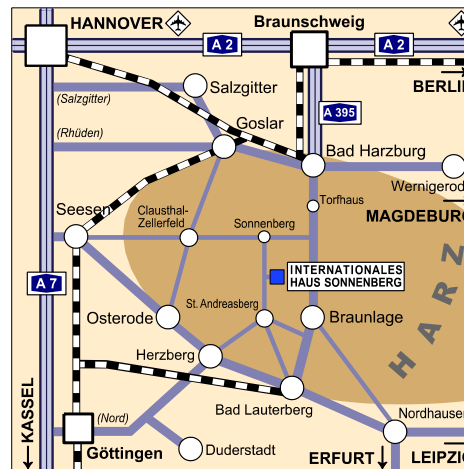 HANNOVER
Braunschweig
A 2
A 2
BERLIN
(Salzgitter)
Salzgitter
A 395
(Rhüden)
Goslar
Bad Harzburg
Wernigerod
Torfhaus
Seesen
Clausthal-
Zellerfeld
Sonnenberg
MAGDEBURG
A 7
INTERNATIONALES
HAUS SONNENBERG
HARZ
St. Andreasberg
Osterode
Braunlage
Herzberg
Bad Lauterberg
KASSEL
(Nord)
Nordhausen
Göttingen
Duderstadt
ERFURT
LEIPZIG